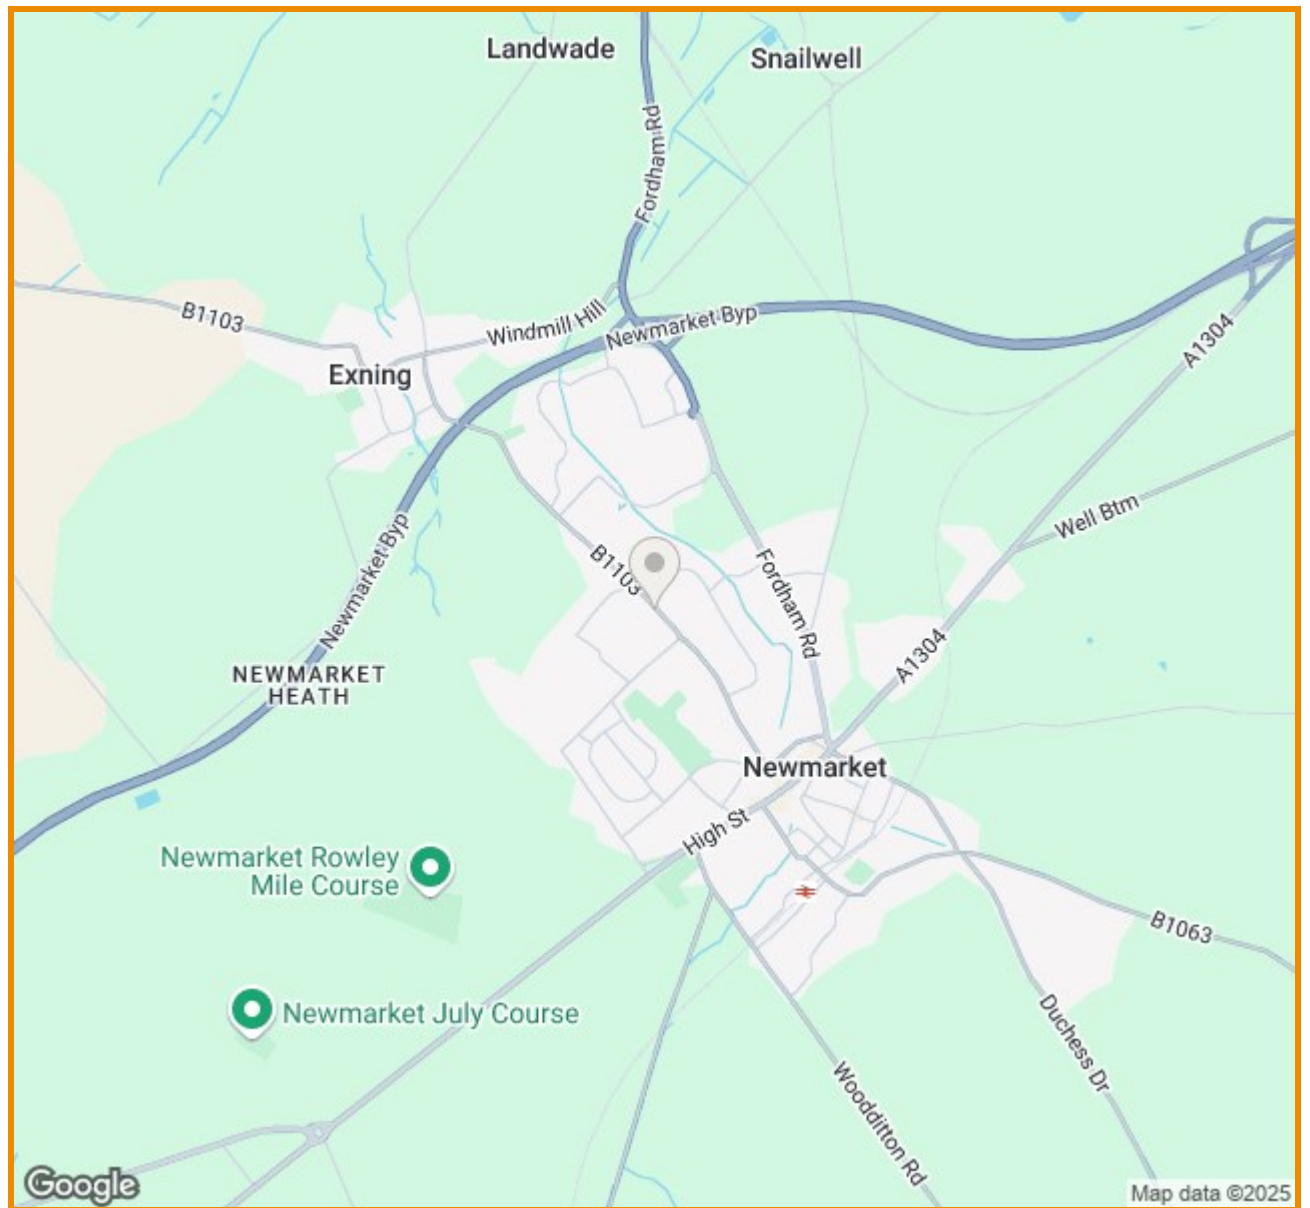 Landwade
Snailwell
Fordham Rd
B1103
Windmill Hill
Newmarket Byp
A1304
Exning
Well Btm
Newmarket Byp
B1103
Fordham Rd
A1304
NEWMARKET
HEATH
Newmarket
High St
Newmarket Rowley
Mile Course
B1063
Newmarket July Course
Duchess Dr
Woodditton Rd
Google
Map data ©2025